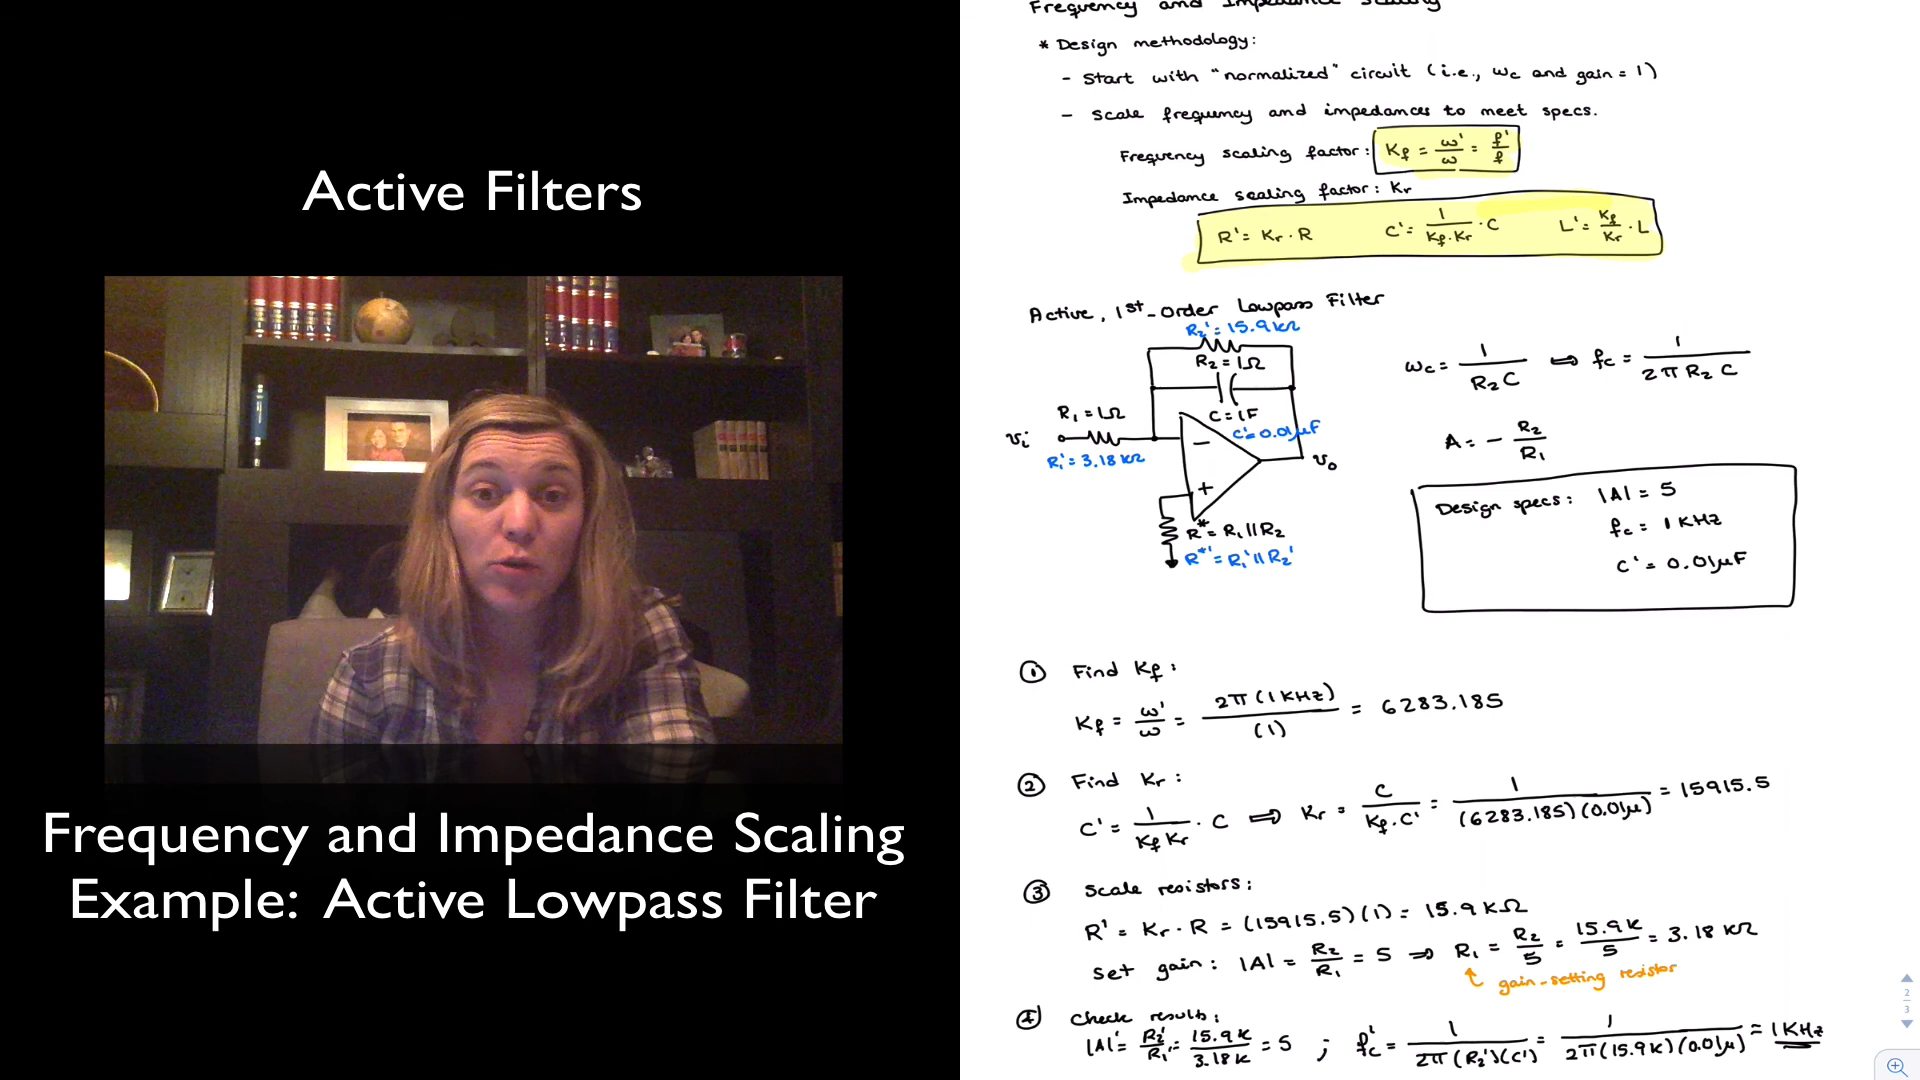 Active Filters
Frequency and Impedance Scaling
Example: Active Lowpass Filter
Frequency and Impedance Scaling
* Design methodology:
- Start with "normalized" circuit (i.e., ωc and gain = 1)
- Scale frequency and impedances to meet specs.
Frequency scaling factor: Kf = ω'/ω = f'/f
Impedance scaling factor: Kr
R' = Kr · R C' = 1/(Kf·Kr) · C L' = Kf/Kr · L
Active, 1st-order Lowpass Filter
R2' = 15.9 kΩ
R2 = 1Ω
C = 1F
C' = 0.01μF
R1 = 1Ω
vi
R1' = 3.18 kΩ
−
+
vo
R* = R1 || R2
R*' = R1' || R2'
ωc = 1/(R2 C) ⟺ fc = 1/(2π R2 C)
A = − R2/R1
Design specs: |A| = 5
fc = 1 KHz
C' = 0.01μF
① Find Kf:
Kf = ω'/ω = 2π(1KHz)/(1) = 6283.185
② Find Kr:
C' = 1/(Kf Kr) · C ⟹ Kr = C/(Kf·C') = 1/((6283.185)(0.01μ)) = 15915.5
③ Scale resistors:
R' = Kr · R = (15915.5)(1) = 15.9 kΩ
set gain: |A| = R2/R1 = 5 ⟹ R1 = R2/5 = 15.9K/5 = 3.18 kΩ
gain-setting resistor
④ Check results:
|A|' = R2'/R1' = 15.9K/3.18K = 5 ; fc' = 1/(2π(R2')(C')) = 1/(2π(15.9K)(0.01μ)) = 1KHz
2
3